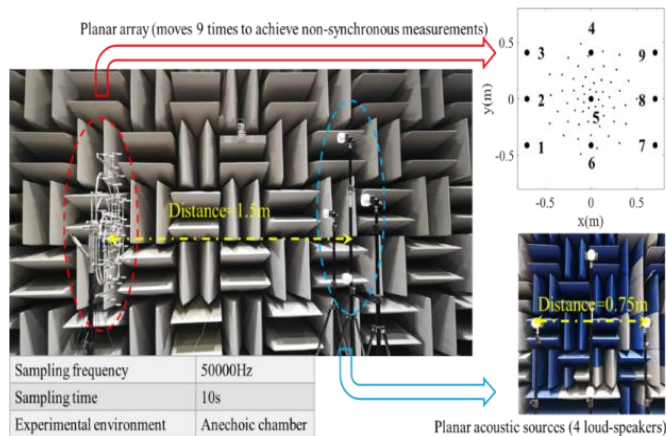 Planar array (moves 9 times to achieve non-synchronous measurements)
Distance=1.5m
Sampling frequency 50000Hz
Sampling time 10s
Experimental environment Anechoic chamber
0.5
0
-0.5
y(m)
3 4 9
2 5 8
1 6 7
-0.5 0 0.5
x(m)
Distance=0.75m
Planar acoustic sources (4 loud-speakers)